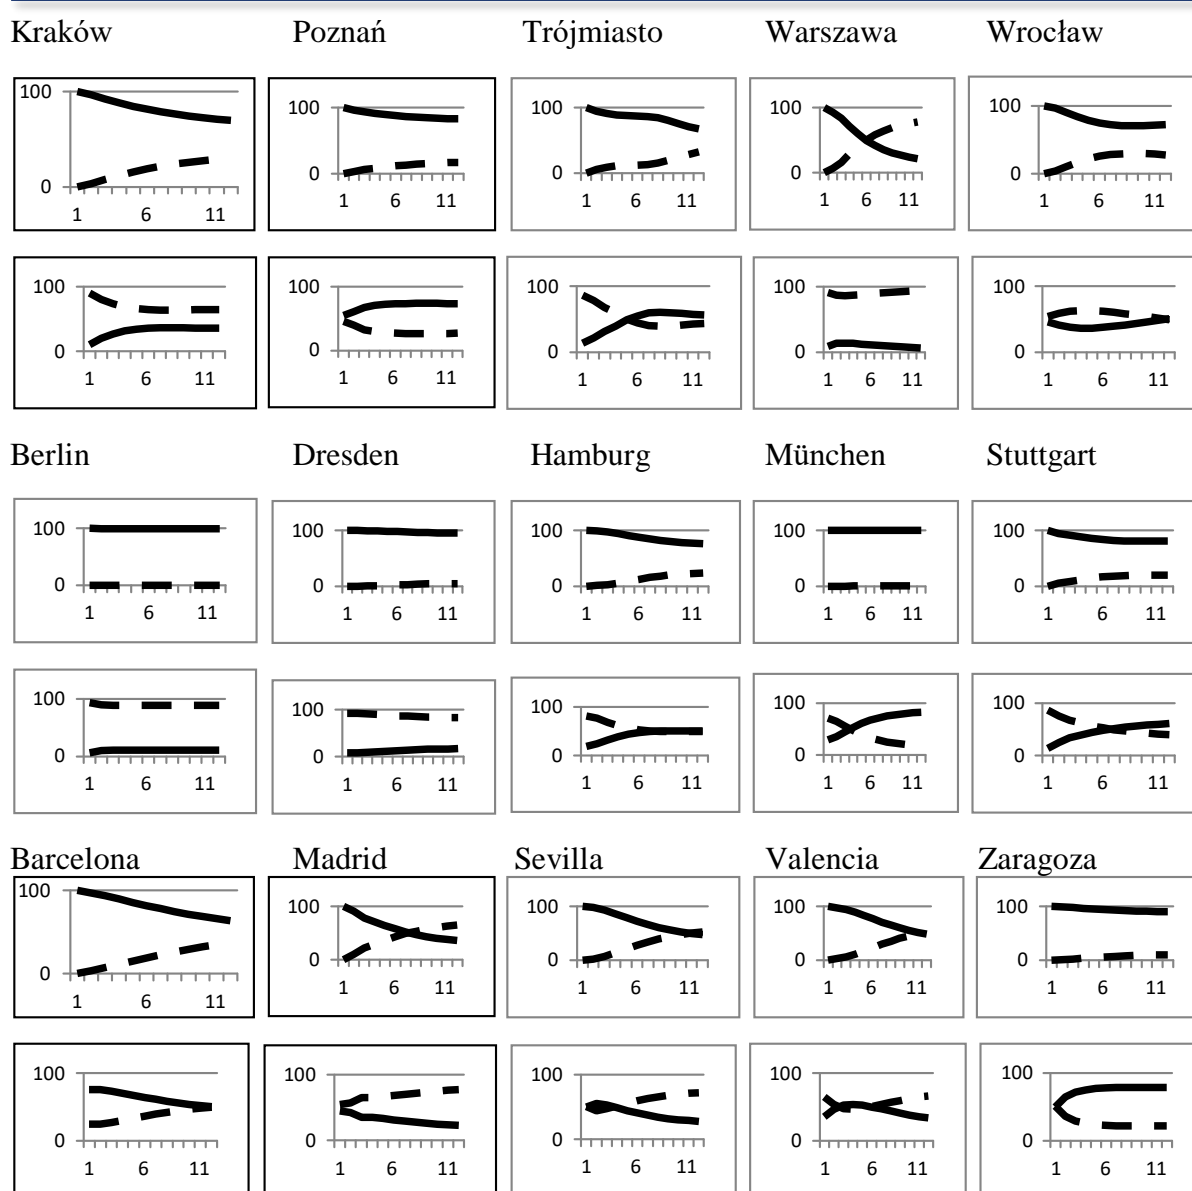 Kraków Poznań Trójmiasto Warszawa Wrocław
100 100 100 100 100
0 0 0 0 0
1 6 11 1 6 11 1 6 11 1 6 11 1 6 11
100 100 100 100 100
0 0 0 0 0
1 6 11 1 6 11 1 6 11 1 6 11 1 6 11
Berlin Dresden Hamburg München Stuttgart
100 100 100 100 100
0 0 0 0 0
1 6 11 1 6 11 1 6 11 1 6 11 1 6 11
100 100 100 100 100
0 0 0 0 0
1 6 11 1 6 11 1 6 11 1 6 11 1 6 11
Barcelona Madrid Sevilla Valencia Zaragoza
100 100 100 100 100
0 0 0 0 0
1 6 11 1 6 11 1 6 11 1 6 11 1 6 11
100 100 100 100 100
0 0 0 0 0
1 6 11 1 6 11 1 6 11 1 6 11 1 6 11